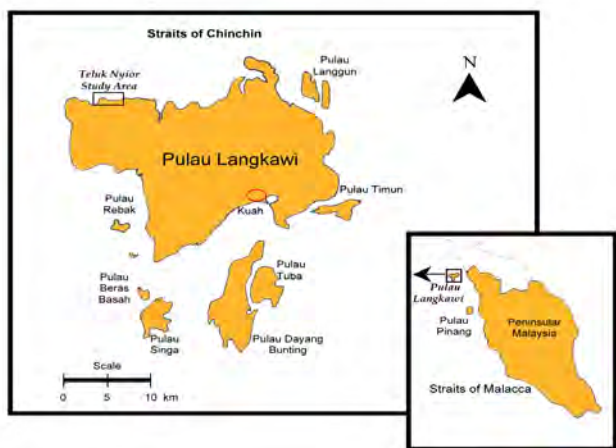 Straits of Chinchin
Teluk Nyior
Study Area
Pulau
Langgun
N
Pulau Langkawi
Pulau Timun
Pulau
Rebak
Kuah
Pulau
Tuba
Pulau
Beras
Basah
Pulau
Singa
Pulau Dayang
Bunting
Scale
0 5 10 km
Pulau
Langkawi
Pulau
Pinang
Peninsular
Malaysia
Straits of Malacca